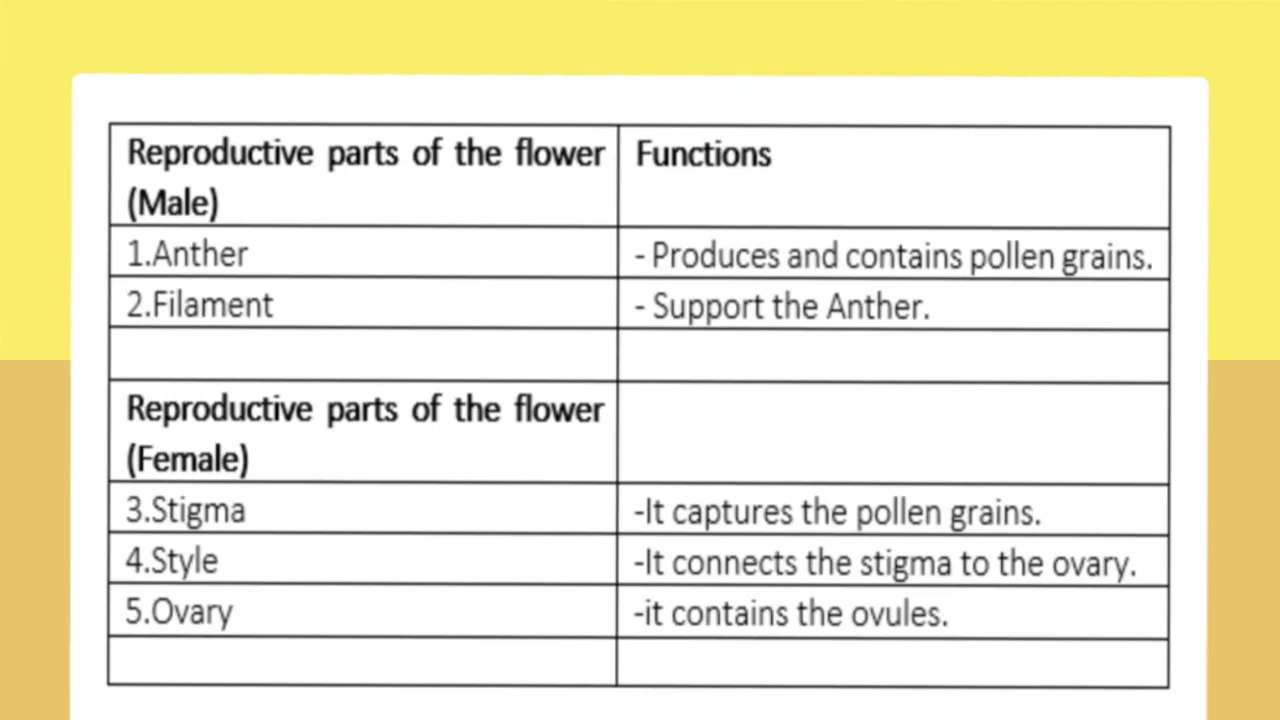 Reproductive parts of the flower
(Male)
Functions
1.Anther
- Produces and contains pollen grains.
2.Filament
- Support the Anther.
Reproductive parts of the flower
(Female)
3.Stigma
-It captures the pollen grains.
4.Style
-It connects the stigma to the ovary.
5.Ovary
-it contains the ovules.